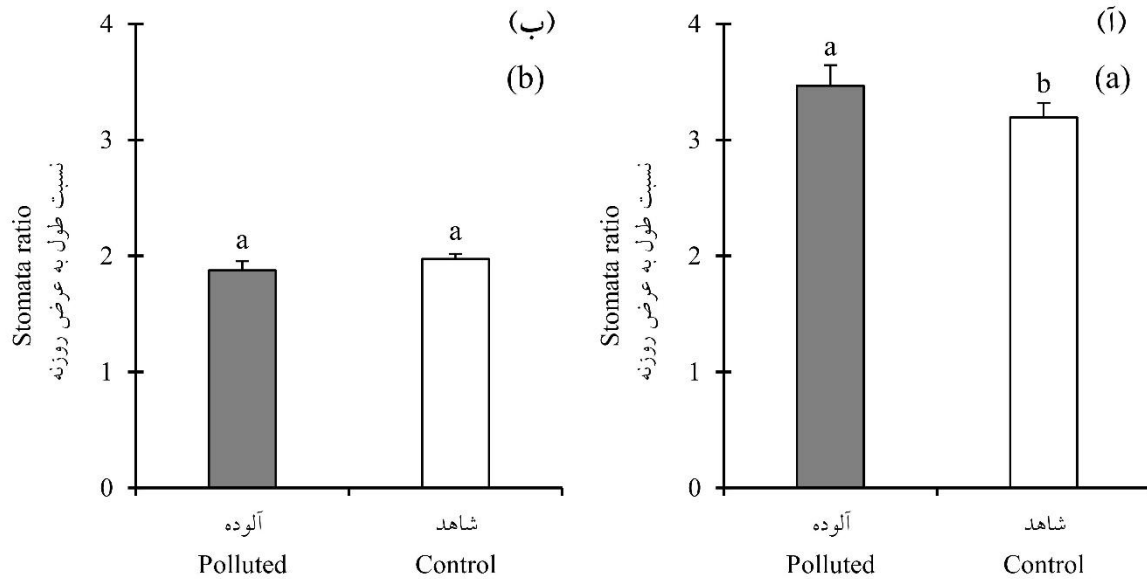 (ب)
(b)
4
3
2
1
0
Stomata ratio
نسبت طول به عرض روزنه
a
a
آلوده
شاهد
Polluted
Control
(آ)
(a)
4
3
2
1
0
Stomata ratio
نسبت طول به عرض روزنه
a
b
آلوده
شاهد
Polluted
Control